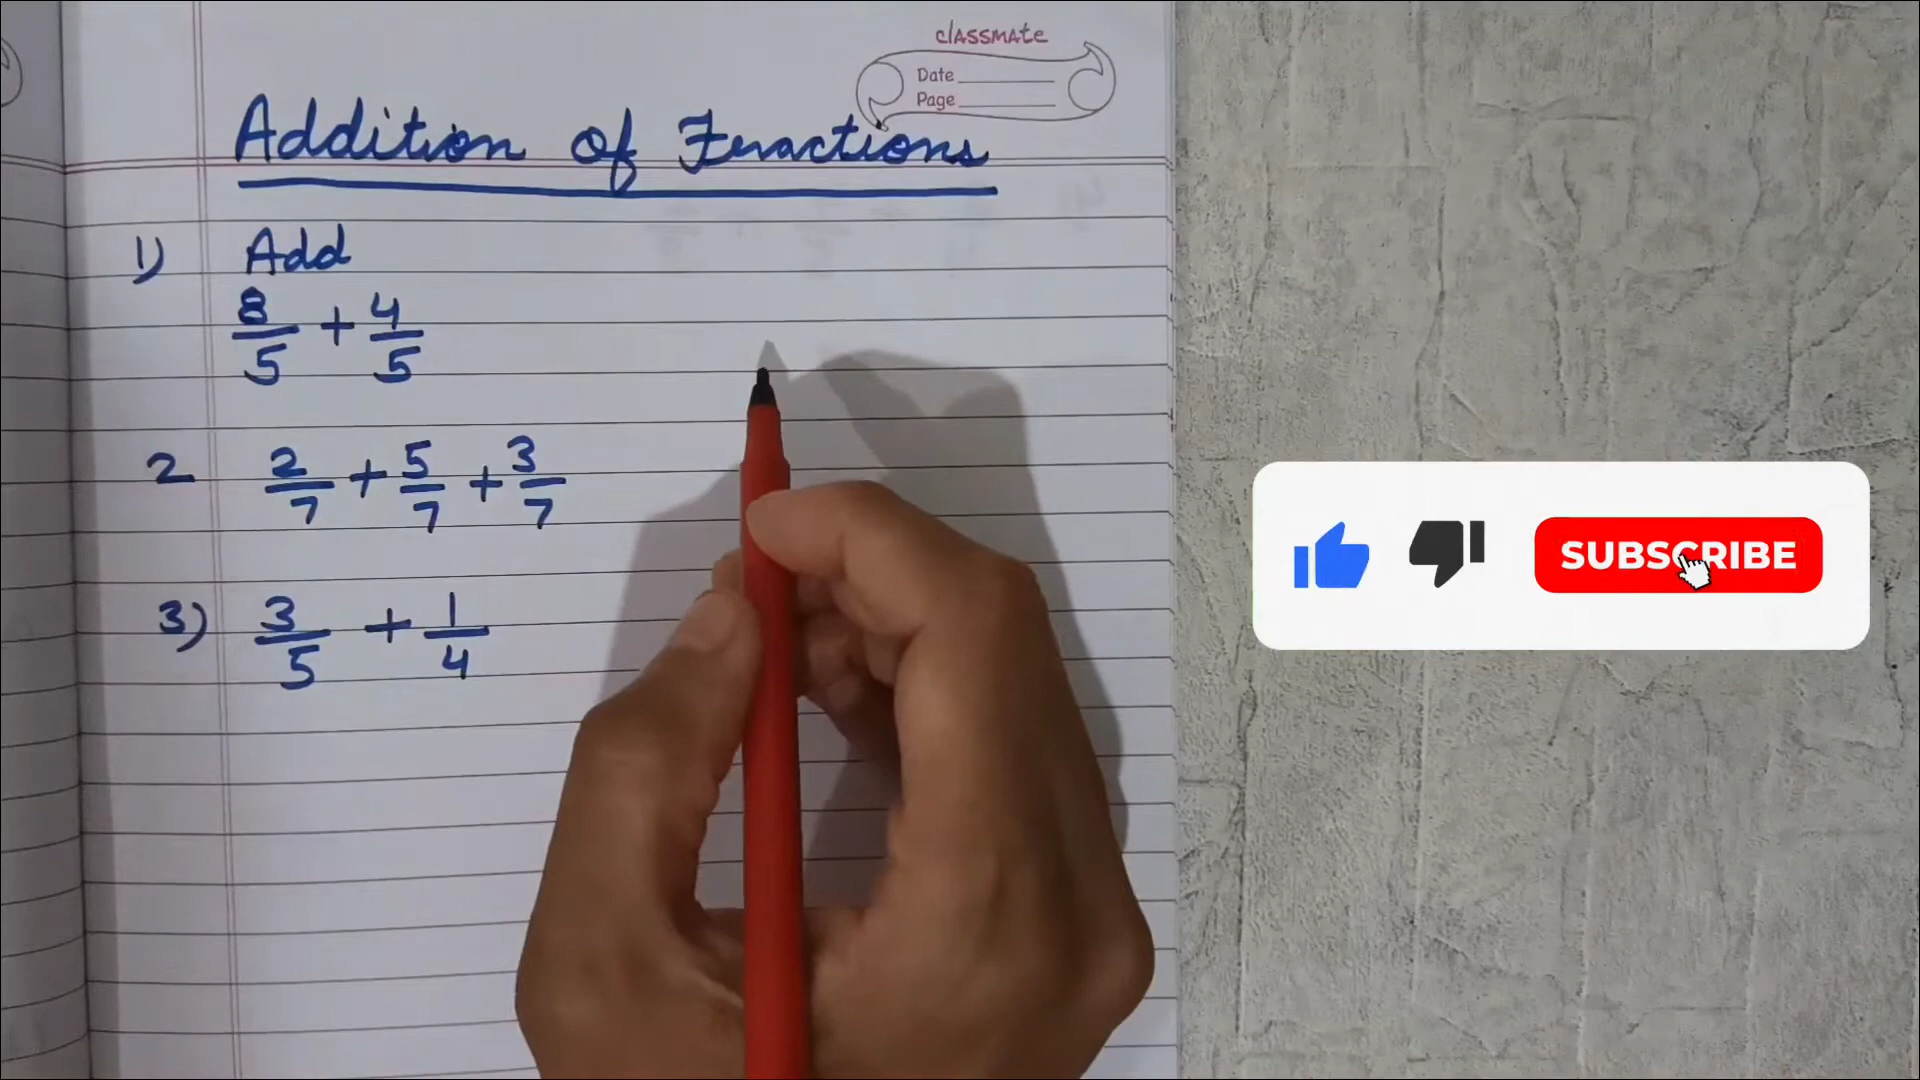 classmate
Date
Page
Addition of Fractions
1) Add
8/5 + 4/5
2 2/7 + 5/7 + 3/7
3) 3/5 + 1/4
SUBSCRIBE